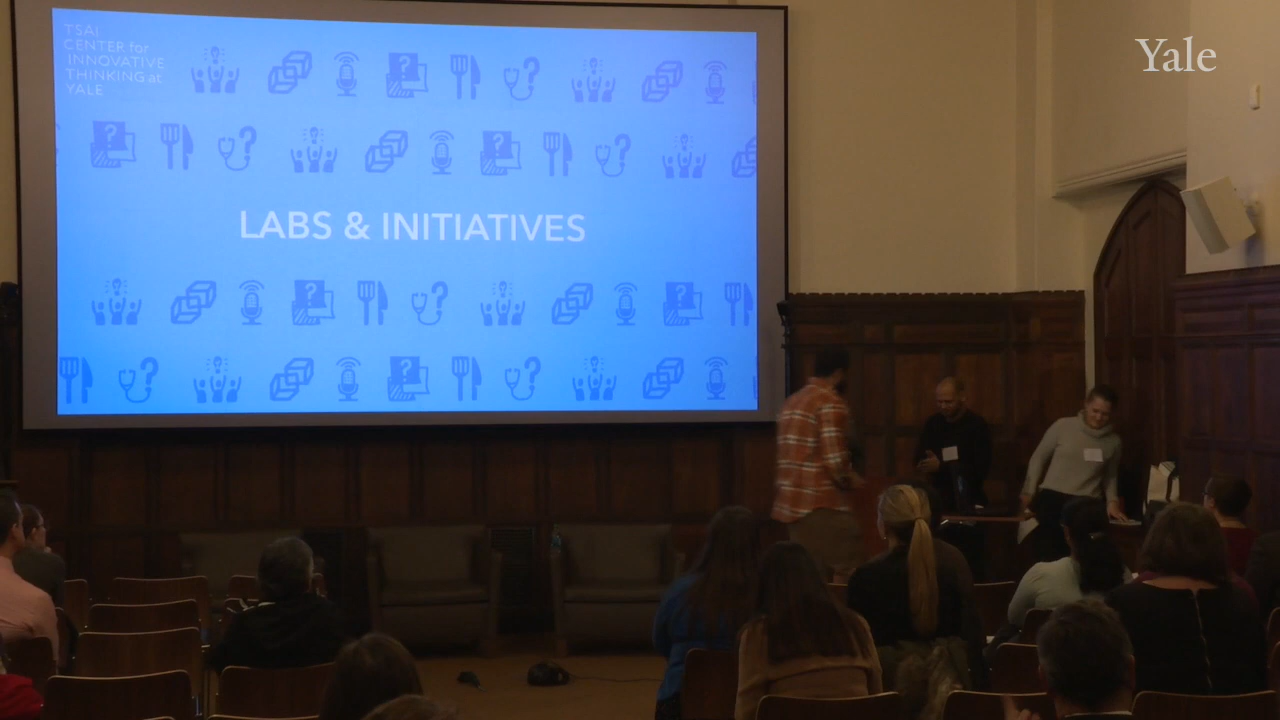 TSAI
CENTER for
INNOVATIVE
THINKING at
YALE
Yale
LABS & INITIATIVES